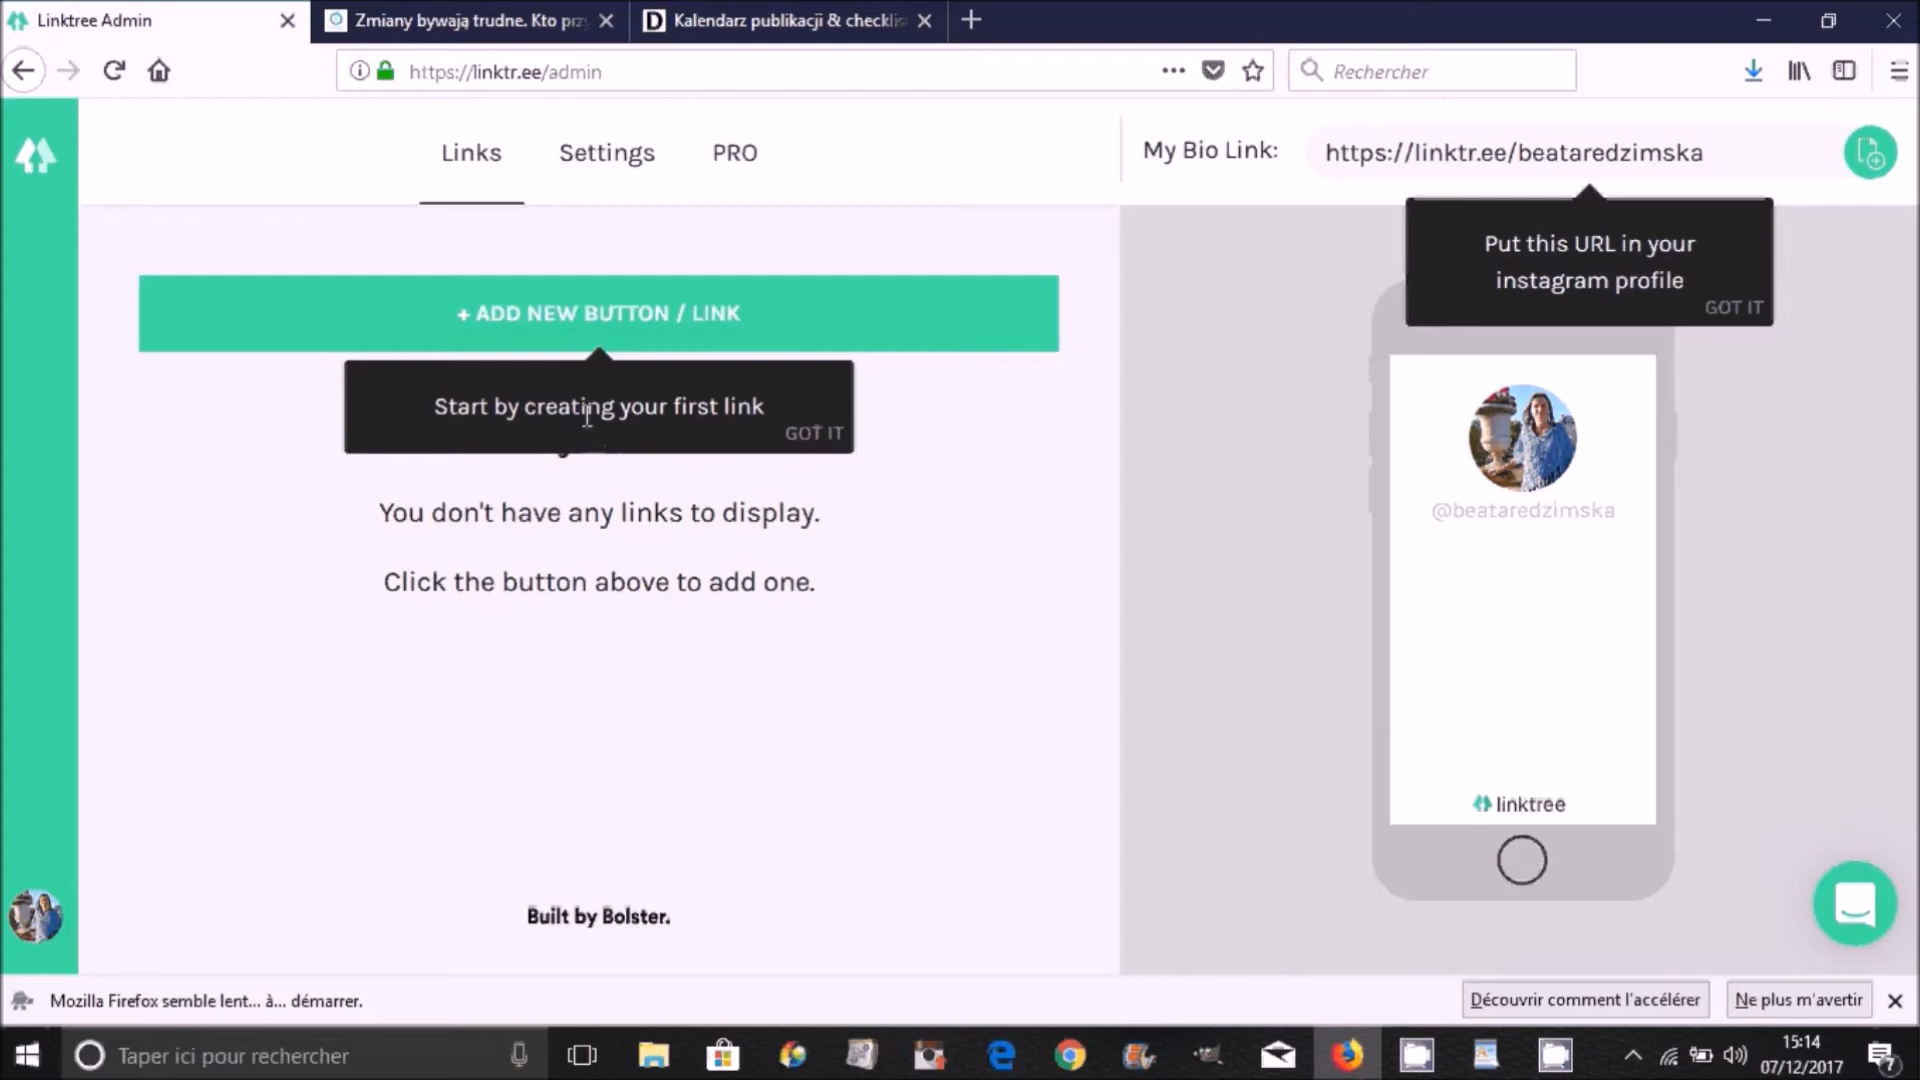 Linktree Admin
Zmiany bywają trudne. Kto prz
Kalendarz publikacji & checklis
https://linktr.ee/admin
Rechercher
Links
Settings
PRO
My Bio Link:
https://linktr.ee/beataredzimska
Put this URL in your
instagram profile
GOT IT
+ ADD NEW BUTTON / LINK
Start by creating your first link
GOT IT
You don't have any links to display.
Click the button above to add one.
@beataredzimska
linktree
Built by Bolster.
Mozilla Firefox semble lent... à... démarrer.
Découvrir comment l'accélérer
Ne plus m'avertir
Taper ici pour rechercher
15:14
07/12/2017
7